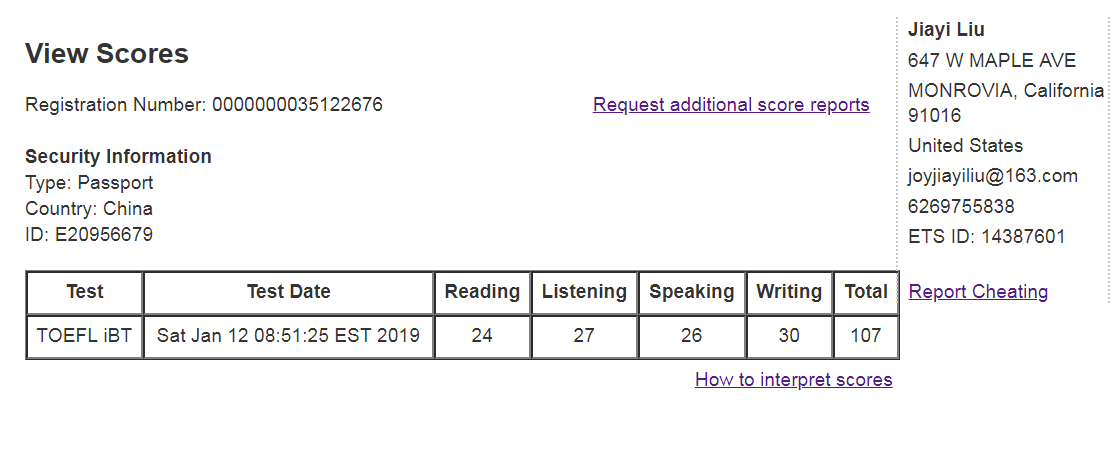 View Scores
Registration Number: 0000000035122676
Request additional score reports
Security Information
Type: Passport
Country: China
ID: E20956679
Test Test Date Reading Listening Speaking Writing Total
TOEFL iBT Sat Jan 12 08:51:25 EST 2019 24 27 26 30 107
How to interpret scores
Jiayi Liu
647 W MAPLE AVE
MONROVIA, California
91016
United States
joyjiayiliu@163.com
6269755838
ETS ID: 14387601
Report Cheating